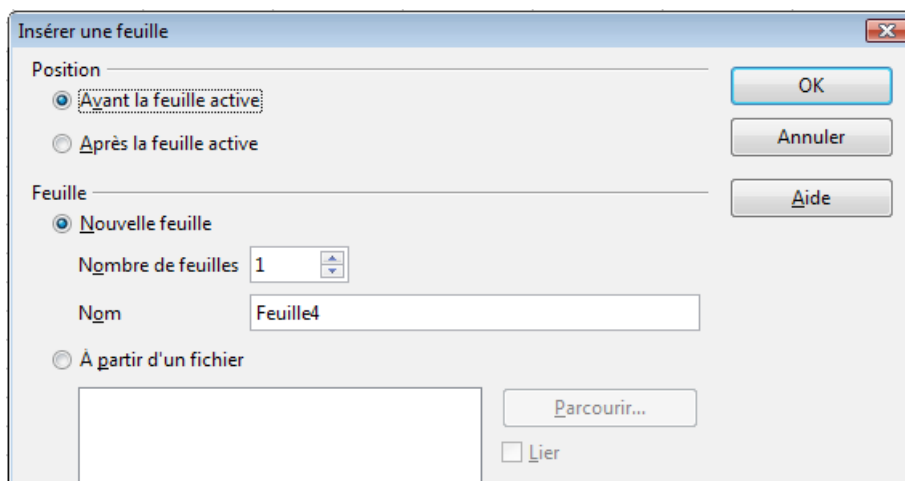 Insérer une feuille
Position
Avant la feuille active
Après la feuille active
OK
Annuler
Aide
Feuille
Nouvelle feuille
Nombre de feuilles 1
Nom Feuille4
À partir d'un fichier
Parcourir...
Lier